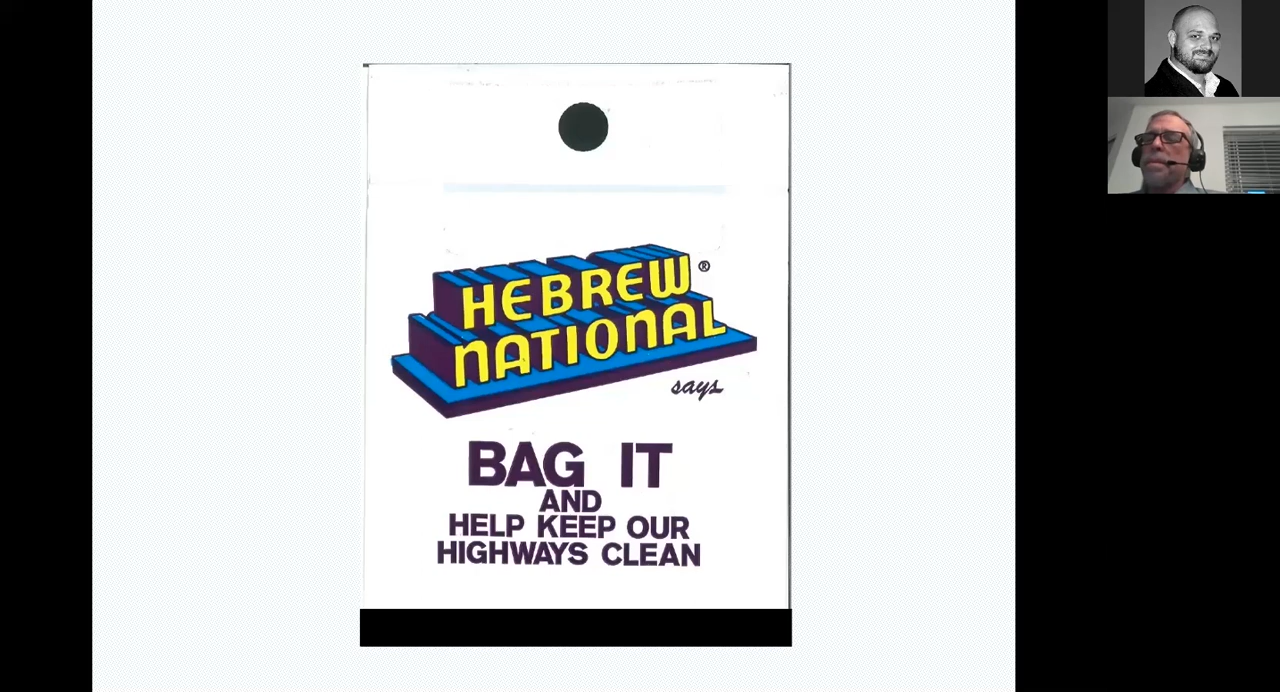 HEBREW ®
NATIONAL
says
BAG IT
AND
HELP KEEP OUR
HIGHWAYS CLEAN